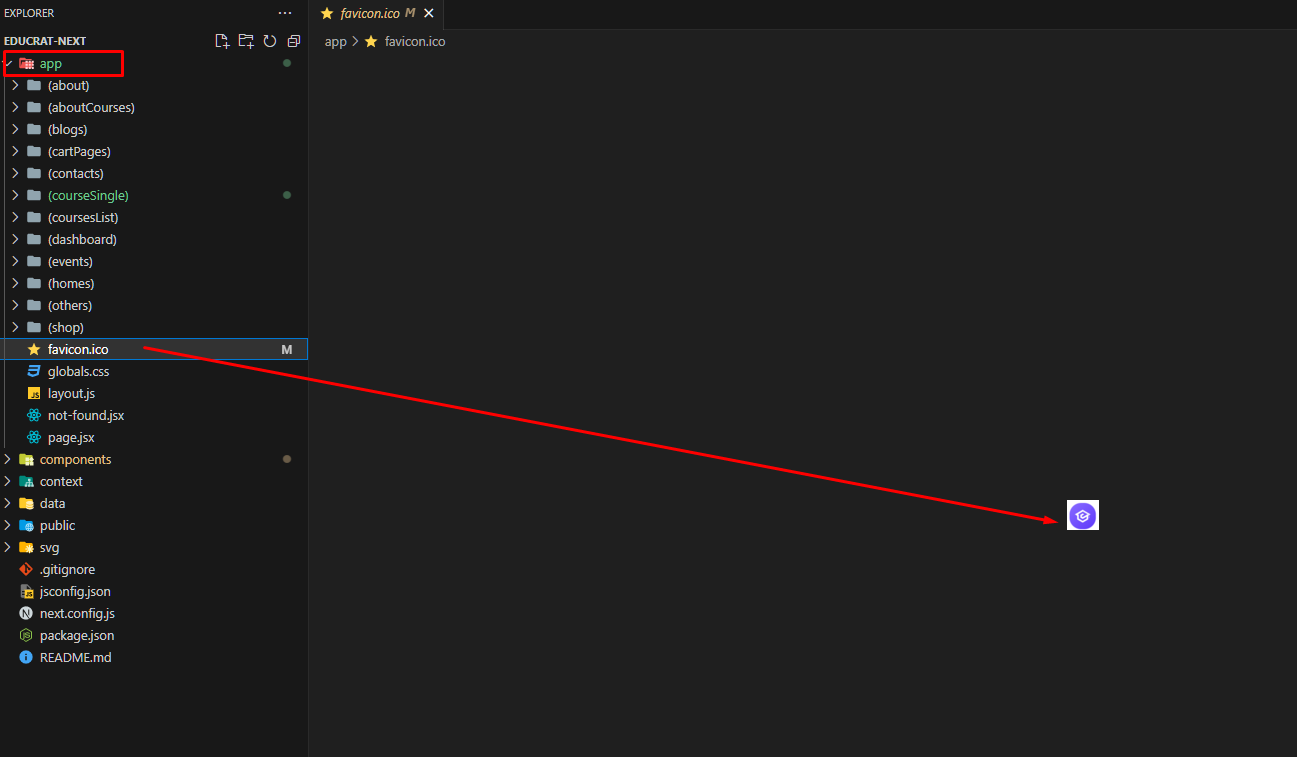 EXPLORER
EDUCRAT-NEXT
app
(about)
(aboutCourses)
(blogs)
(cartPages)
(contacts)
(courseSingle)
(coursesList)
(dashboard)
(events)
(homes)
(others)
(shop)
favicon.ico M
globals.css
layout.js
not-found.jsx
page.jsx
components
context
data
public
svg
.gitignore
jsconfig.json
next.config.js
package.json
README.md
favicon.ico M
app > favicon.ico